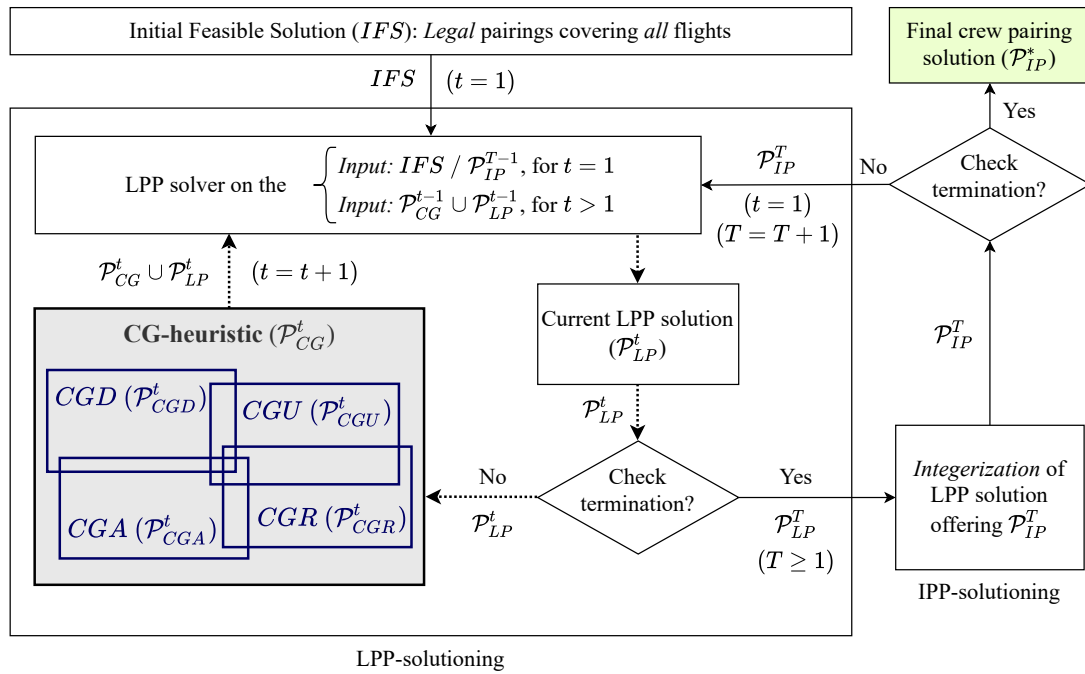 Initial Feasible Solution (IFS): Legal pairings covering all flights
Final crew pairing
solution (𝒫*_IP)
IFS (t = 1)
Yes
LPP solver on the
Input: IFS / 𝒫^{T−1}_IP, for t = 1
Input: 𝒫^{t−1}_CG ∪ 𝒫^{t−1}_LP, for t > 1
𝒫^T_IP
(t = 1)
(T = T + 1)
No
Check
termination?
𝒫^t_CG ∪ 𝒫^t_LP (t = t + 1)
CG-heuristic (𝒫^t_CG)
CGD (𝒫^t_CGD)
CGU (𝒫^t_CGU)
CGA (𝒫^t_CGA)
CGR (𝒫^t_CGR)
Current LPP solution
(𝒫^t_LP)
𝒫^t_LP
Check
termination?
No
𝒫^t_LP
Yes
𝒫^T_LP
(T ≥ 1)
𝒫^T_IP
Integerization of
LPP solution
offering 𝒫^T_IP
IPP-solutioning
LPP-solutioning